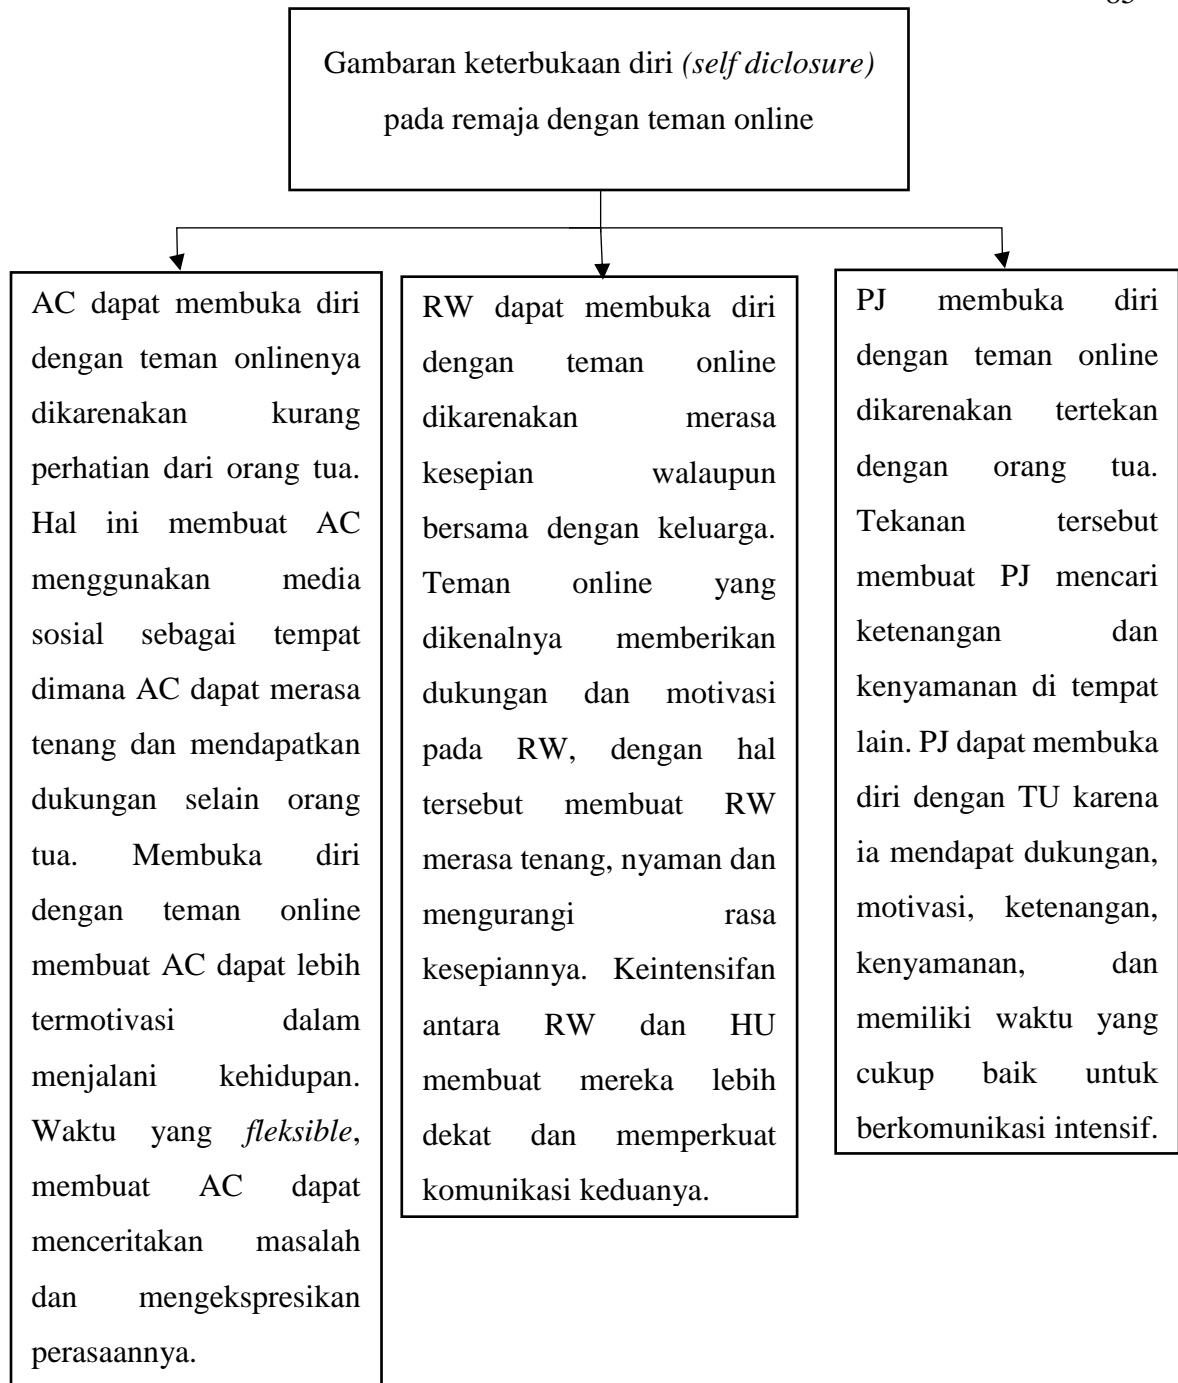 Gambaran keterbukaan diri (self diclosure)
pada remaja dengan teman online
AC dapat membuka diri
dengan teman onlinenya
dikarenakan kurang
perhatian dari orang tua.
Hal ini membuat AC
menggunakan media
sosial sebagai tempat
dimana AC dapat merasa
tenang dan mendapatkan
dukungan selain orang
tua. Membuka diri
dengan teman online
membuat AC dapat lebih
termotivasi dalam
menjalani kehidupan.
Waktu yang fleksible,
membuat AC dapat
menceritakan masalah
dan mengekspresikan
perasaannya.
RW dapat membuka diri
dengan teman online
dikarenakan merasa
kesepian walaupun
bersama dengan keluarga.
Teman online yang
dikenalnya memberikan
dukungan dan motivasi
pada RW, dengan hal
tersebut membuat RW
merasa tenang, nyaman dan
mengurangi rasa
kesepiannya. Keintensifan
antara RW dan HU
membuat mereka lebih
dekat dan memperkuat
komunikasi keduanya.
PJ membuka diri
dengan teman online
dikarenakan tertekan
dengan orang tua.
Tekanan tersebut
membuat PJ mencari
ketenangan dan
kenyamanan di tempat
lain. PJ dapat membuka
diri dengan TU karena
ia mendapat dukungan,
motivasi, ketenangan,
kenyamanan, dan
memiliki waktu yang
cukup baik untuk
berkomunikasi intensif.